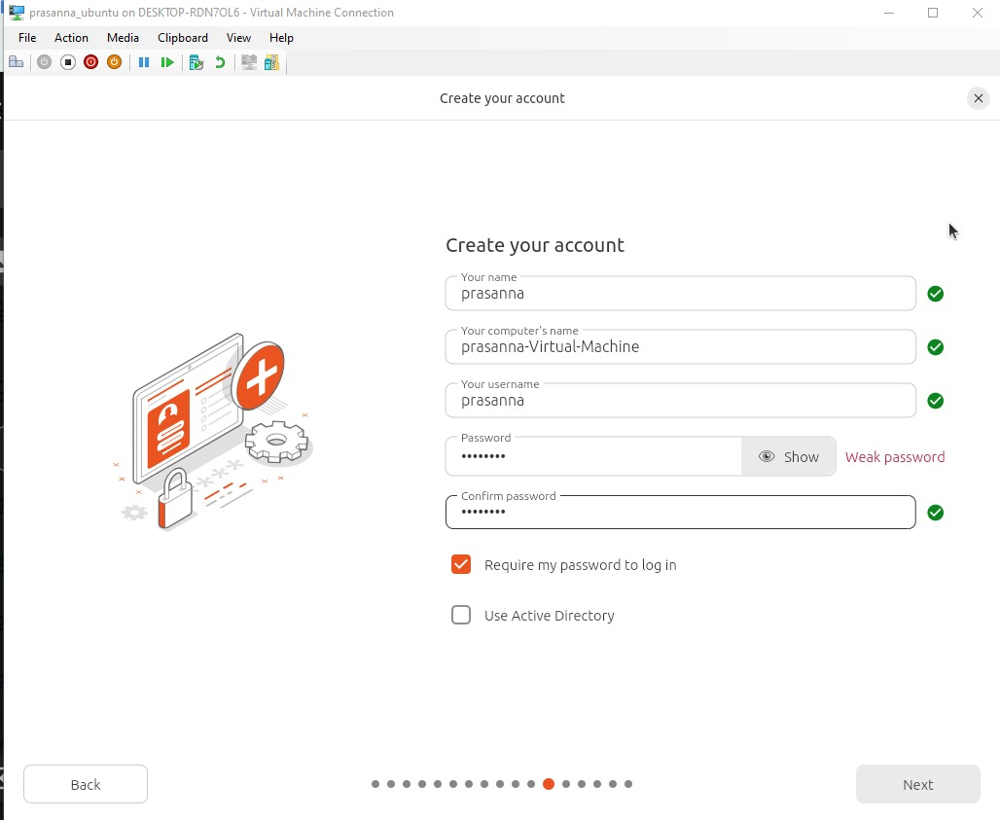 prasanna_ubuntu on DESKTOP-RDN7OL6 - Virtual Machine Connection
File Action Media Clipboard View Help
Create your account
Create your account
Your name
prasanna
Your computer's name
prasanna-Virtual-Machine
Your username
prasanna
Password
••••••••
Show
Weak password
Confirm password
••••••••
Require my password to log in
Use Active Directory
Back
Next